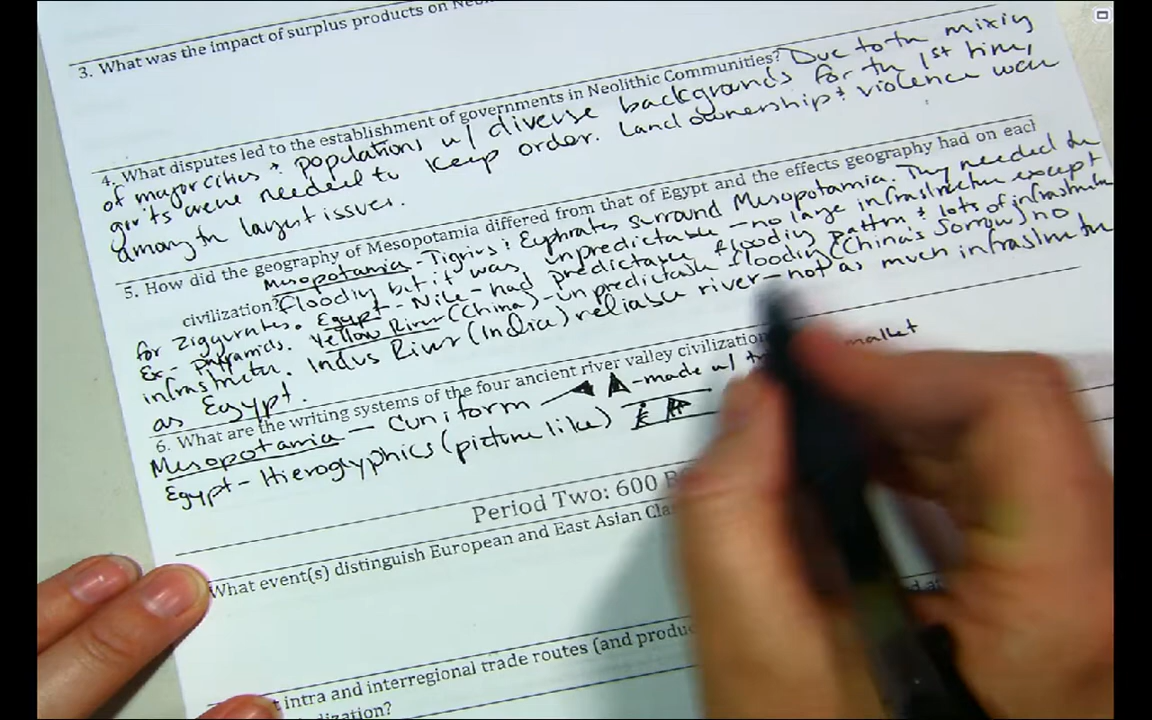 3. What was the impact of surplus products on Neol
4. What disputes led to the establishment of governments in Neolithic Communities? Due to the mixing
of major cities & populations w/ diverse backgrounds for the 1st time,
gov'ts were needed to keep order. Land ownership & violence were
among the largest issues.
5. How did the geography of Mesopotamia differed from that of Egypt and the effects geography had on each
civilization? Mesopotamia - Tigrius & Euphrates surround Mesopotamia. They needed the
flooding but it was unpredictable - no large infrastructure except
for Ziggurates. Egypt - Nile - had predictable flooding pattern & lots of infrastructure
Ex- Pyramids. Yellow River (China) - unpredictable flooding (China's Sorrow) no
infrastructure. Indus River (India) reliable river - not as much infrastructure
as Egypt.
6. What are the writing systems of the four ancient river valley civilization
Mesopotamia - Cuniform - made w/ mallet
Egypt - Hieroglyphics (picture like)
Period Two: 600 B
What event(s) distinguish European and East Asian Cla
intra and interregional trade routes (and produ